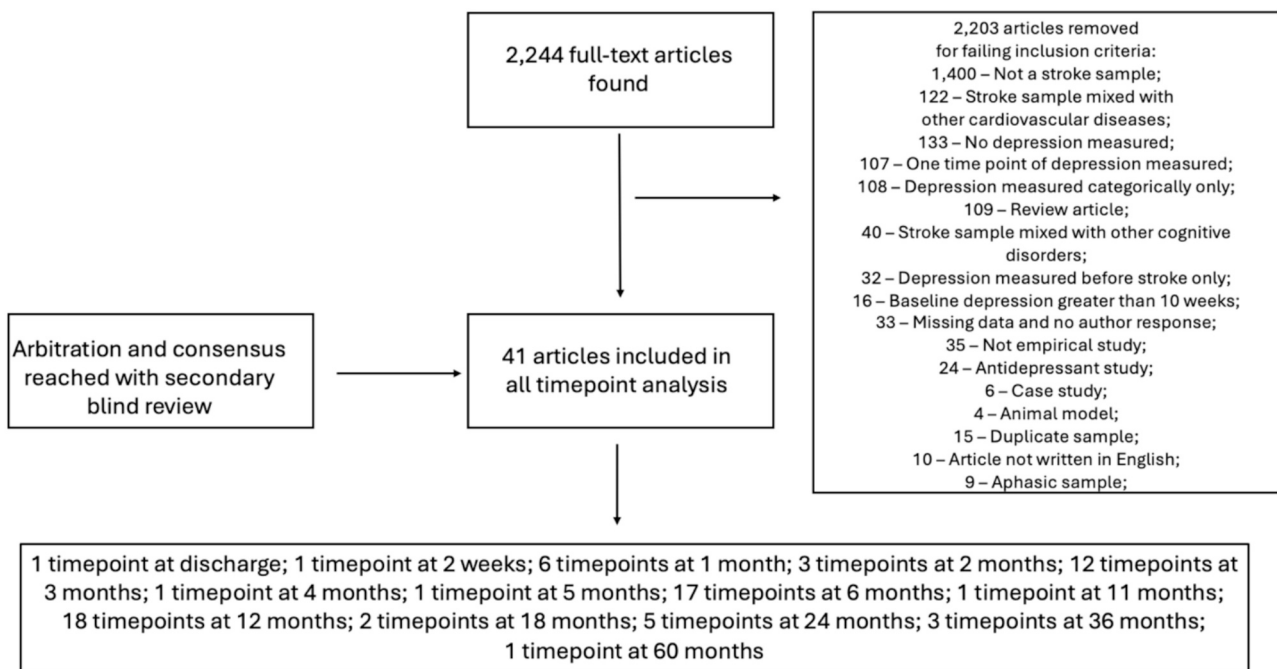 2,244 full-text articles
found
2,203 articles removed
for failing inclusion criteria:
1,400 – Not a stroke sample;
122 – Stroke sample mixed with
other cardiovascular diseases;
133 – No depression measured;
107 – One time point of depression measured;
108 – Depression measured categorically only;
109 – Review article;
40 – Stroke sample mixed with other cognitive
disorders;
32 – Depression measured before stroke only;
16 – Baseline depression greater than 10 weeks;
33 – Missing data and no author response;
35 – Not empirical study;
24 – Antidepressant study;
6 – Case study;
4 – Animal model;
15 – Duplicate sample;
10 – Article not written in English;
9 – Aphasic sample;
Arbitration and consensus
reached with secondary
blind review
41 articles included in
all timepoint analysis
1 timepoint at discharge; 1 timepoint at 2 weeks; 6 timepoints at 1 month; 3 timepoints at 2 months; 12 timepoints at
3 months; 1 timepoint at 4 months; 1 timepoint at 5 months; 17 timepoints at 6 months; 1 timepoint at 11 months;
18 timepoints at 12 months; 2 timepoints at 18 months; 5 timepoints at 24 months; 3 timepoints at 36 months;
1 timepoint at 60 months